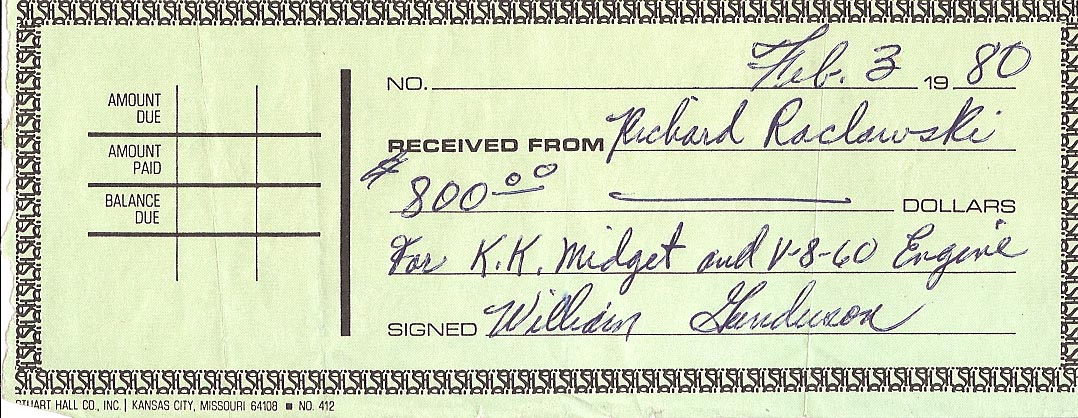 NO. Feb. 3 19 80
AMOUNT DUE
RECEIVED FROM Richard Raclawski
AMOUNT PAID
$800.00 DOLLARS
BALANCE DUE
For K.K. Midget and V-8-60 Engine
SIGNED William Gunderson
STUART HALL CO., INC. | KANSAS CITY, MISSOURI 64108 ■ NO. 412